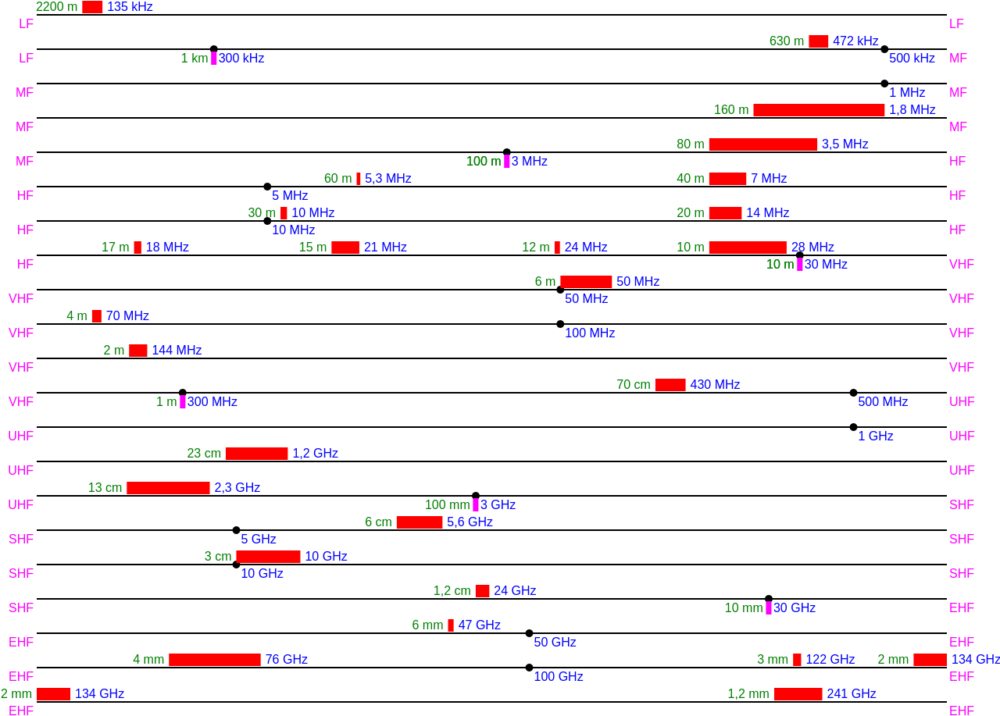 2200 m 135 kHz
LF LF
630 m 472 kHz
LF 1 km 300 kHz 500 kHz MF
MF 1 MHz MF
160 m 1,8 MHz
MF MF
80 m 3,5 MHz
MF 100 m 3 MHz HF
60 m 5,3 MHz 40 m 7 MHz
HF 5 MHz HF
30 m 10 MHz 20 m 14 MHz
HF 10 MHz HF
17 m 18 MHz 15 m 21 MHz 12 m 24 MHz 10 m 28 MHz
HF 10 m 30 MHz VHF
6 m 50 MHz
VHF 50 MHz VHF
4 m 70 MHz
VHF 100 MHz VHF
2 m 144 MHz
VHF VHF
70 cm 430 MHz
VHF 1 m 300 MHz 500 MHz UHF
UHF 1 GHz UHF
23 cm 1,2 GHz
UHF UHF
13 cm 2,3 GHz
UHF 100 mm 3 GHz SHF
6 cm 5,6 GHz
SHF 5 GHz SHF
3 cm 10 GHz
SHF 10 GHz SHF
1,2 cm 24 GHz
SHF 10 mm 30 GHz EHF
6 mm 47 GHz
EHF 50 GHz EHF
4 mm 76 GHz 3 mm 122 GHz 2 mm 134 GHz
EHF 100 GHz EHF
2 mm 134 GHz 1,2 mm 241 GHz
EHF EHF